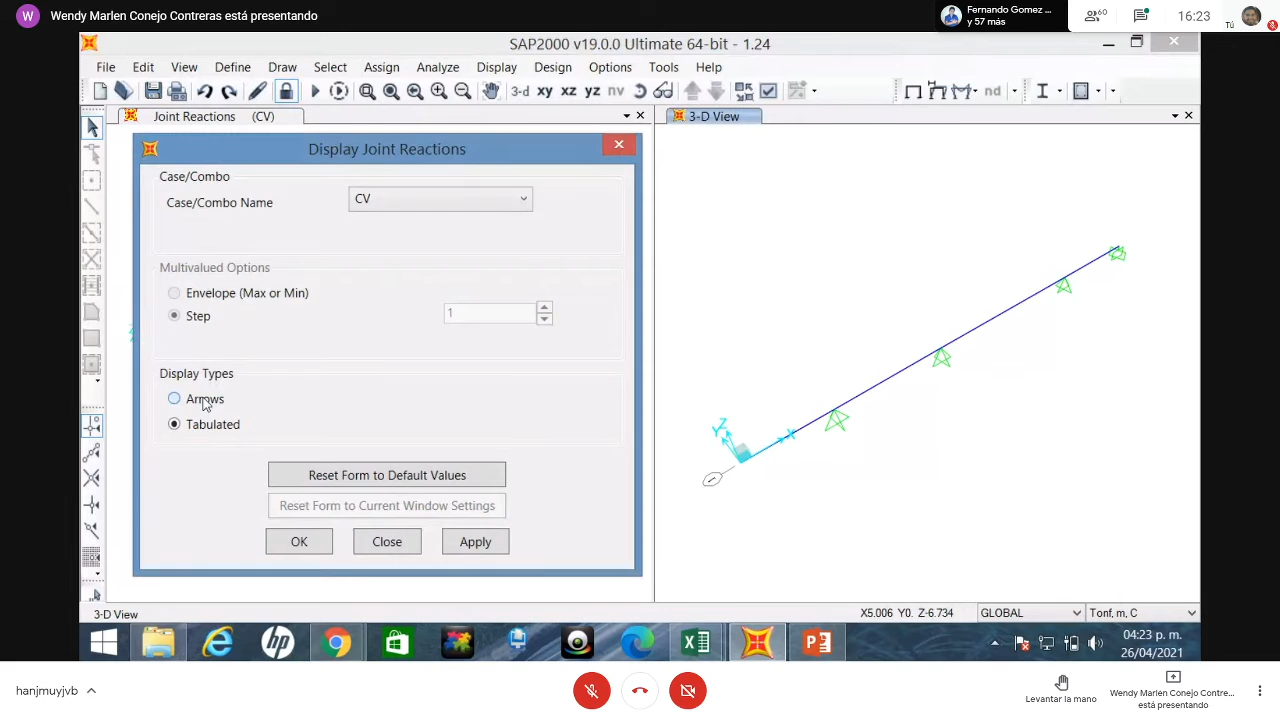 W Wendy Marlen Conejo Contreras está presentando
Fernando Gomez ...
y 57 más
60
16:23
Tú
SAP2000 v19.0.0 Ultimate 64-bit - 1.24
File Edit View Define Draw Select Assign Analyze Display Design Options Tools Help
3-d xy xz yz nv nd
Joint Reactions (CV)
3-D View
Display Joint Reactions
Case/Combo
Case/Combo Name CV
Multivalued Options
Envelope (Max or Min)
Step 1
Display Types
Arrows
Tabulated
Reset Form to Default Values
Reset Form to Current Window Settings
OK Close Apply
Z
Y
X
3-D View
X5.006 Y0. Z-6.734
GLOBAL
Tonf, m, C
04:23 p. m.
26/04/2021
hanjmuyjvb
Levantar la mano
Wendy Marlen Conejo Contre...
está presentando